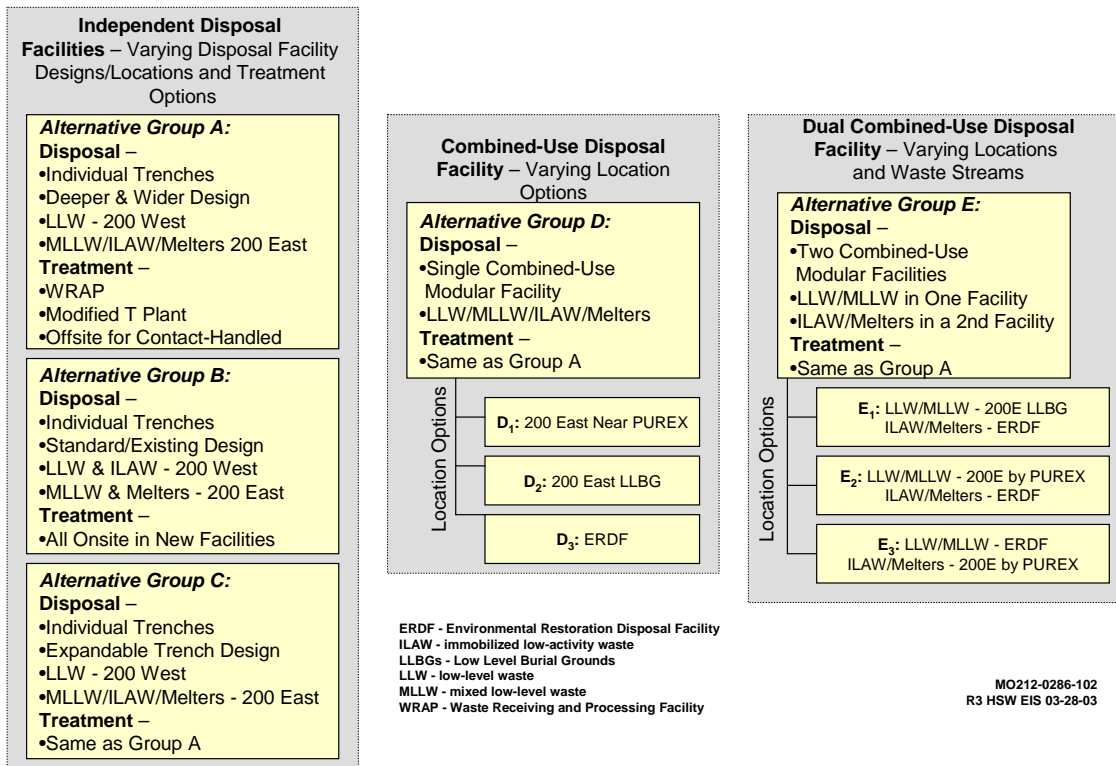 Independent Disposal
Facilities – Varying Disposal Facility
Designs/Locations and Treatment
Options
Alternative Group A:
Disposal –
•Individual Trenches
•Deeper & Wider Design
•LLW - 200 West
•MLLW/ILAW/Melters 200 East
Treatment –
•WRAP
•Modified T Plant
•Offsite for Contact-Handled
Alternative Group B:
Disposal –
•Individual Trenches
•Standard/Existing Design
•LLW & ILAW - 200 West
•MLLW & Melters - 200 East
Treatment –
•All Onsite in New Facilities
Alternative Group C:
Disposal –
•Individual Trenches
•Expandable Trench Design
•LLW - 200 West
•MLLW/ILAW/Melters - 200 East
Treatment –
•Same as Group A
Combined-Use Disposal
Facility – Varying Location
Options
Alternative Group D:
Disposal –
•Single Combined-Use
Modular Facility
•LLW/MLLW/ILAW/Melters
Treatment –
•Same as Group A
Location Options
D₁: 200 East Near PUREX
D₂: 200 East LLBG
D₃: ERDF
Dual Combined-Use Disposal
Facility – Varying Locations
and Waste Streams
Alternative Group E:
Disposal –
•Two Combined-Use
Modular Facilities
•LLW/MLLW in One Facility
•ILAW/Melters in a 2nd Facility
Treatment –
•Same as Group A
Location Options
E₁: LLW/MLLW - 200E LLBG
ILAW/Melters - ERDF
E₂: LLW/MLLW - 200E by PUREX
ILAW/Melters - ERDF
E₃: LLW/MLLW - ERDF
ILAW/Melters - 200E by PUREX
ERDF - Environmental Restoration Disposal Facility
ILAW - immobilized low-activity waste
LLBGs - Low Level Burial Grounds
LLW - low-level waste
MLLW - mixed low-level waste
WRAP - Waste Receiving and Processing Facility
MO212-0286-102
R3 HSW EIS 03-28-03